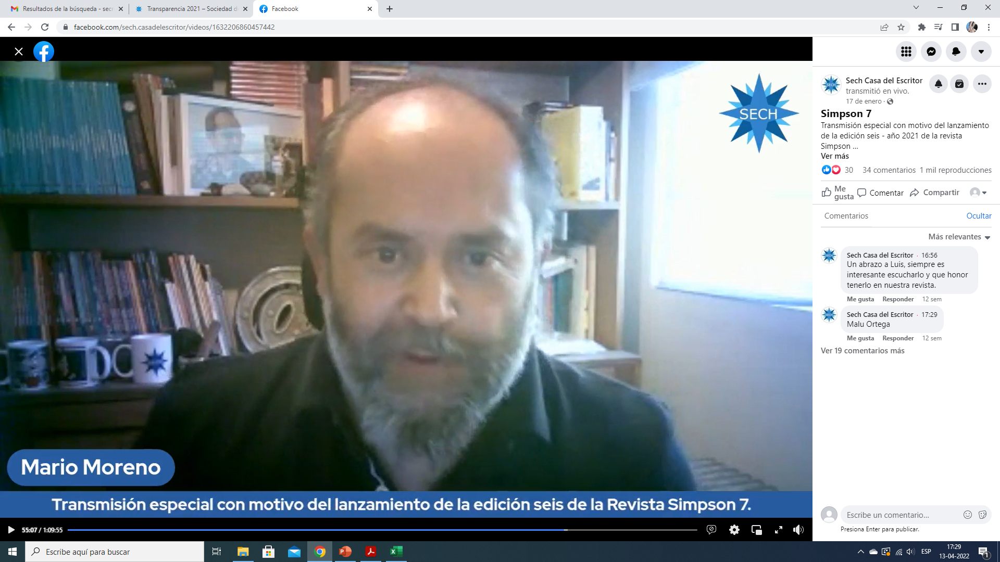 Resultados de la búsqueda - secr
Transparencia 2021 – Sociedad d
Facebook
facebook.com/sech.casadelescritor/videos/1632206860457442
SECH
Mario Moreno
Transmisión especial con motivo del lanzamiento de la edición seis de la Revista Simpson 7.
55:07 / 1:09:55
Sech Casa del Escritor
transmitió en vivo.
17 de enero ·
Simpson 7
Transmisión especial con motivo del lanzamiento
de la edición seis - año 2021 de la revista
Simpson ...
Ver más
30 34 comentarios 1 mil reproducciones
Me gusta Comentar Compartir
Comentarios Ocultar
Más relevantes
Sech Casa del Escritor · 16:56
Un abrazo a Luis, siempre es
interesante escucharlo y que honor
tenerlo en nuestra revista.
Me gusta Responder 12 sem
Sech Casa del Escritor · 17:29
Malu Ortega
Me gusta Responder 12 sem
Ver 19 comentarios más
Escribe un comentario...
Presiona Enter para publicar.
Escribe aquí para buscar
ESP
17:29
13-04-2022
1